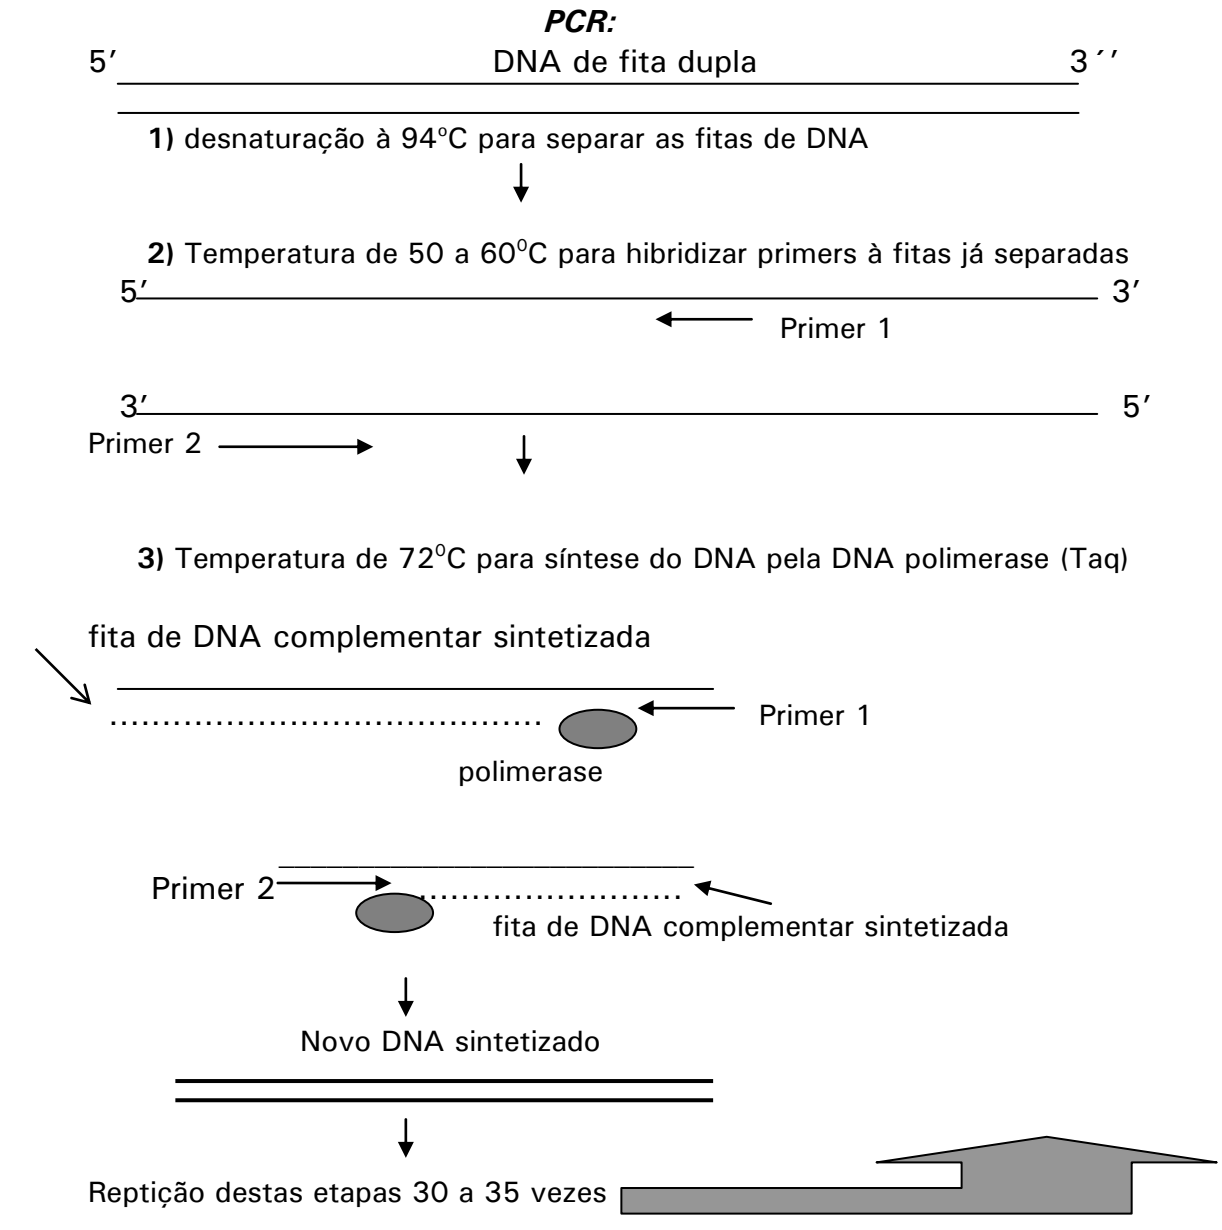 PCR:
5′ DNA de fita dupla 3´′
1) desnaturação à 94ºC para separar as fitas de DNA
2) Temperatura de 50 a 60⁰C para hibridizar primers à fitas já separadas
5′ 3′
Primer 1
3′ 5′
Primer 2
3) Temperatura de 72⁰C para síntese do DNA pela DNA polimerase (Taq)
fita de DNA complementar sintetizada
Primer 1
polimerase
Primer 2
fita de DNA complementar sintetizada
Novo DNA sintetizado
Reptição destas etapas 30 a 35 vezes